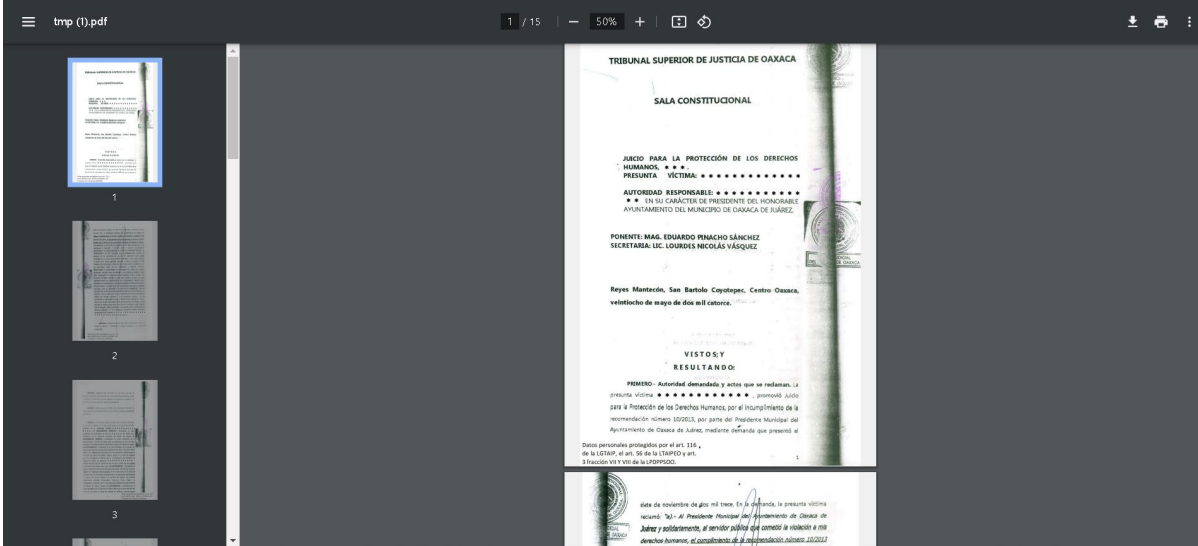 tmp (1).pdf
1 / 15
50%
1
2
3
TRIBUNAL SUPERIOR DE JUSTICIA DE OAXACA
SALA CONSTITUCIONAL
JUICIO PARA LA PROTECCIÓN DE LOS DERECHOS
HUMANOS, * * * .
PRESUNTA VÍCTIMA: * * * * * * * * * * * * *
AUTORIDAD RESPONSABLE: * * * * * * * * * * *
* * EN SU CARÁCTER DE PRESIDENTE DEL HONORABLE
AYUNTAMIENTO DEL MUNICIPIO DE OAXACA DE JUÁREZ.
PONENTE: MAG. EDUARDO PINACHO SÁNCHEZ
SECRETARIA: LIC. LOURDES NICOLÁS VÁSQUEZ
Reyes Mantecón, San Bartolo Coyotepec, Centro Oaxaca,
veintiocho de mayo de dos mil catorce.
V I S T O S; Y
R E S U L T A N D O:
PRIMERO.- Autoridad demandada y actos que se reclaman. La
presunta víctima * * * * * * * * * * * * , promovió Juicio
para la Protección de los Derechos Humanos, por el incumplimiento de la
recomendación número 10/2013, por parte del Presidente Municipal del
Ayuntamiento de Oaxaca de Juárez, mediante demanda que presentó el
Datos personales protegidos por el art. 116
de la LGTAIP, el art. 56 de la LTAIPEO y art.
3 fracción VII Y VIII de la LPDPPSOO.
1
siete de noviembre de dos mil trece. En la demanda, la presunta víctima
reclamó: "a).- Al Presidente Municipal del Ayuntamiento de Oaxaca de
Juárez y solidariamente, al servidor público que cometió la violación a mis
derechos humanos, el cumplimiento de la recomendación número 10/2013